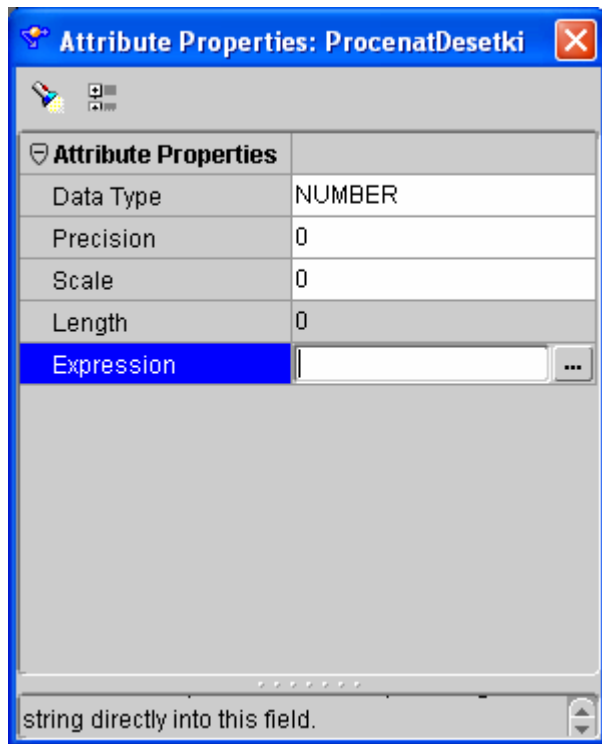 Attribute Properties: ProcenatDesetki
Attribute Properties
Data Type NUMBER
Precision 0
Scale 0
Length 0
Expression ...
string directly into this field.